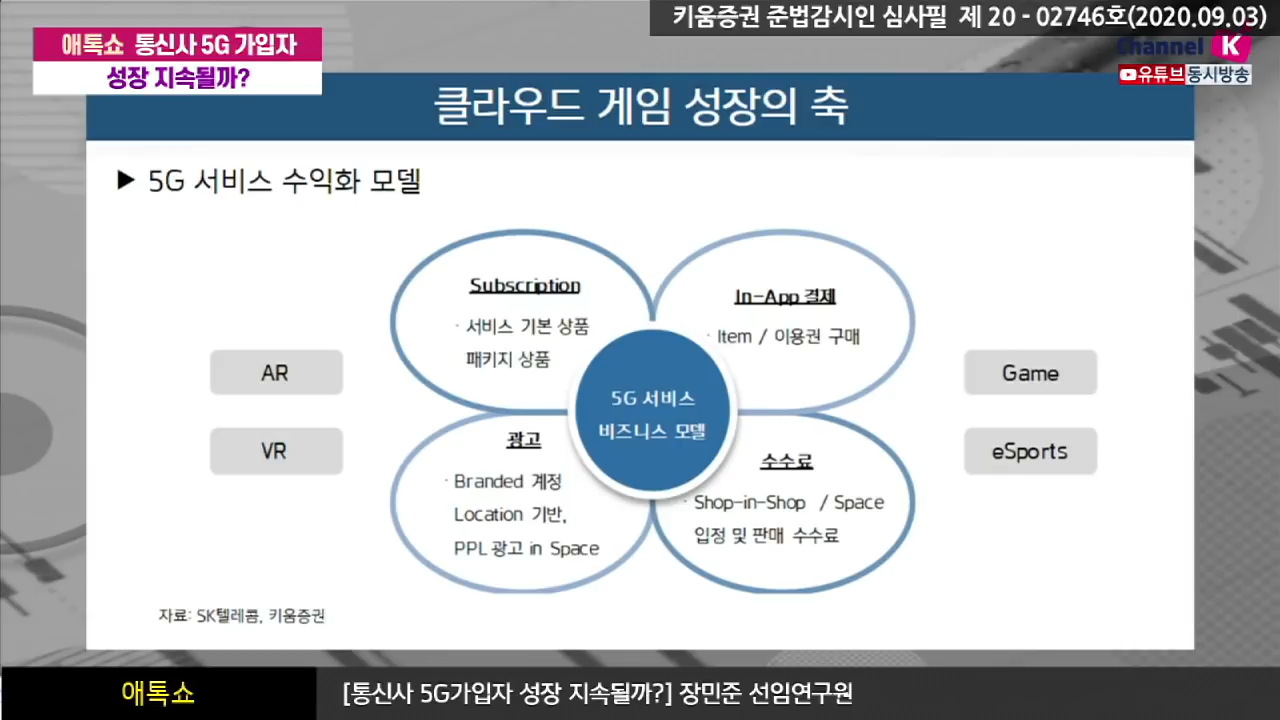 키움증권 준법감시인 심사필 제 20 - 02746호(2020.09.03)
애톡쇼 통신사 5G 가입자
성장 지속될까?
Channel K
유튜브 동시방송
클라우드 게임 성장의 축
▶ 5G 서비스 수익화 모델
Subscription
· 서비스 기본 상품
패키지 상품
In-App 결제
· Item / 이용권 구매
AR
VR
5G 서비스
비즈니스 모델
Game
eSports
광고
· Branded 계정
Location 기반,
PPL 광고 in Space
수수료
· Shop-in-Shop / Space
입정 및 판매 수수료
자료: SK텔레콤, 키움증권
애톡쇼
[통신사 5G가입자 성장 지속될까?] 장민준 선임연구원